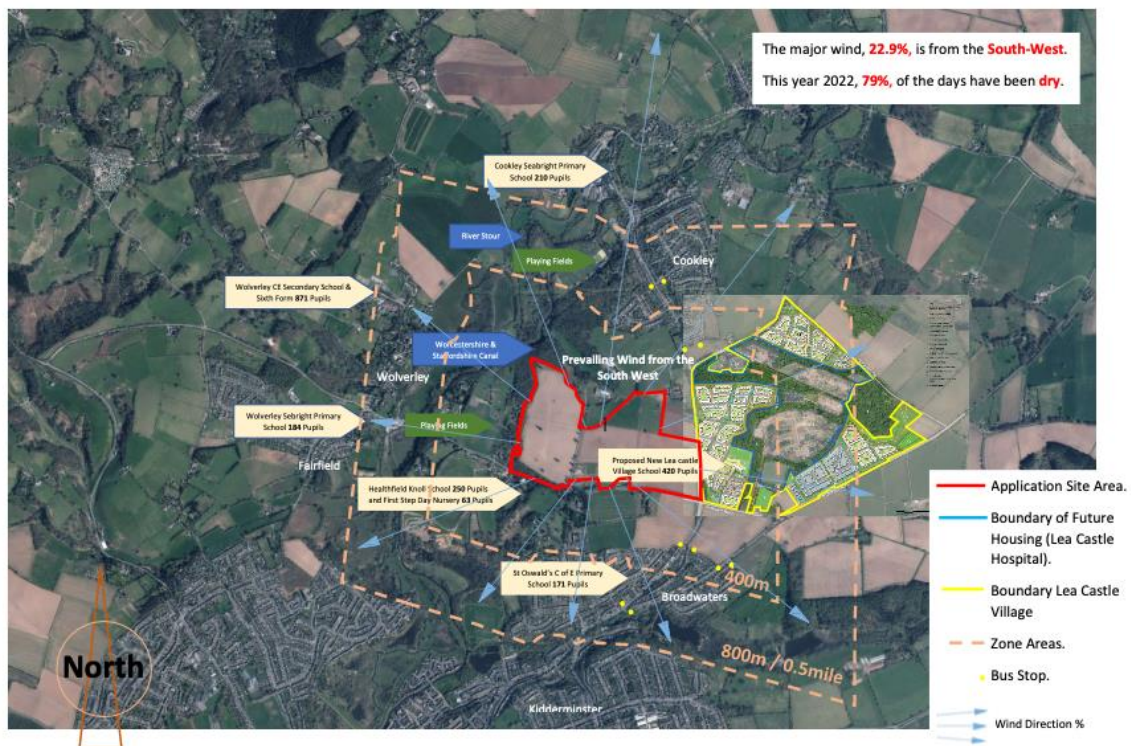 The major wind, 22.9%, is from the South-West.
This year 2022, 79%, of the days have been dry.
Cookley Seabright Primary
School 210 Pupils
River Stour
Playing Fields
Cookley
Wolverley CE Secondary School &
Sixth Form 871 Pupils
Worcestershire &
Staffordshire Canal
Prevailing Wind from the
South West
Wolverley
Wolverley Sebright Primary
School 184 Pupils
Playing Fields
Fairfield
Proposed New Lea castle
Village School 420 Pupils
Healthfield Knoll School 250 Pupils
and First Step Day Nursery 63 Pupils
St Oswald's C of E Primary
School 171 Pupils
400m
Broadwaters
800m / 0.5mile
Kidderminster
North
Application Site Area.
Boundary of Future
Housing (Lea Castle
Hospital).
Boundary Lea Castle
Village
Zone Areas.
Bus Stop.
Wind Direction %